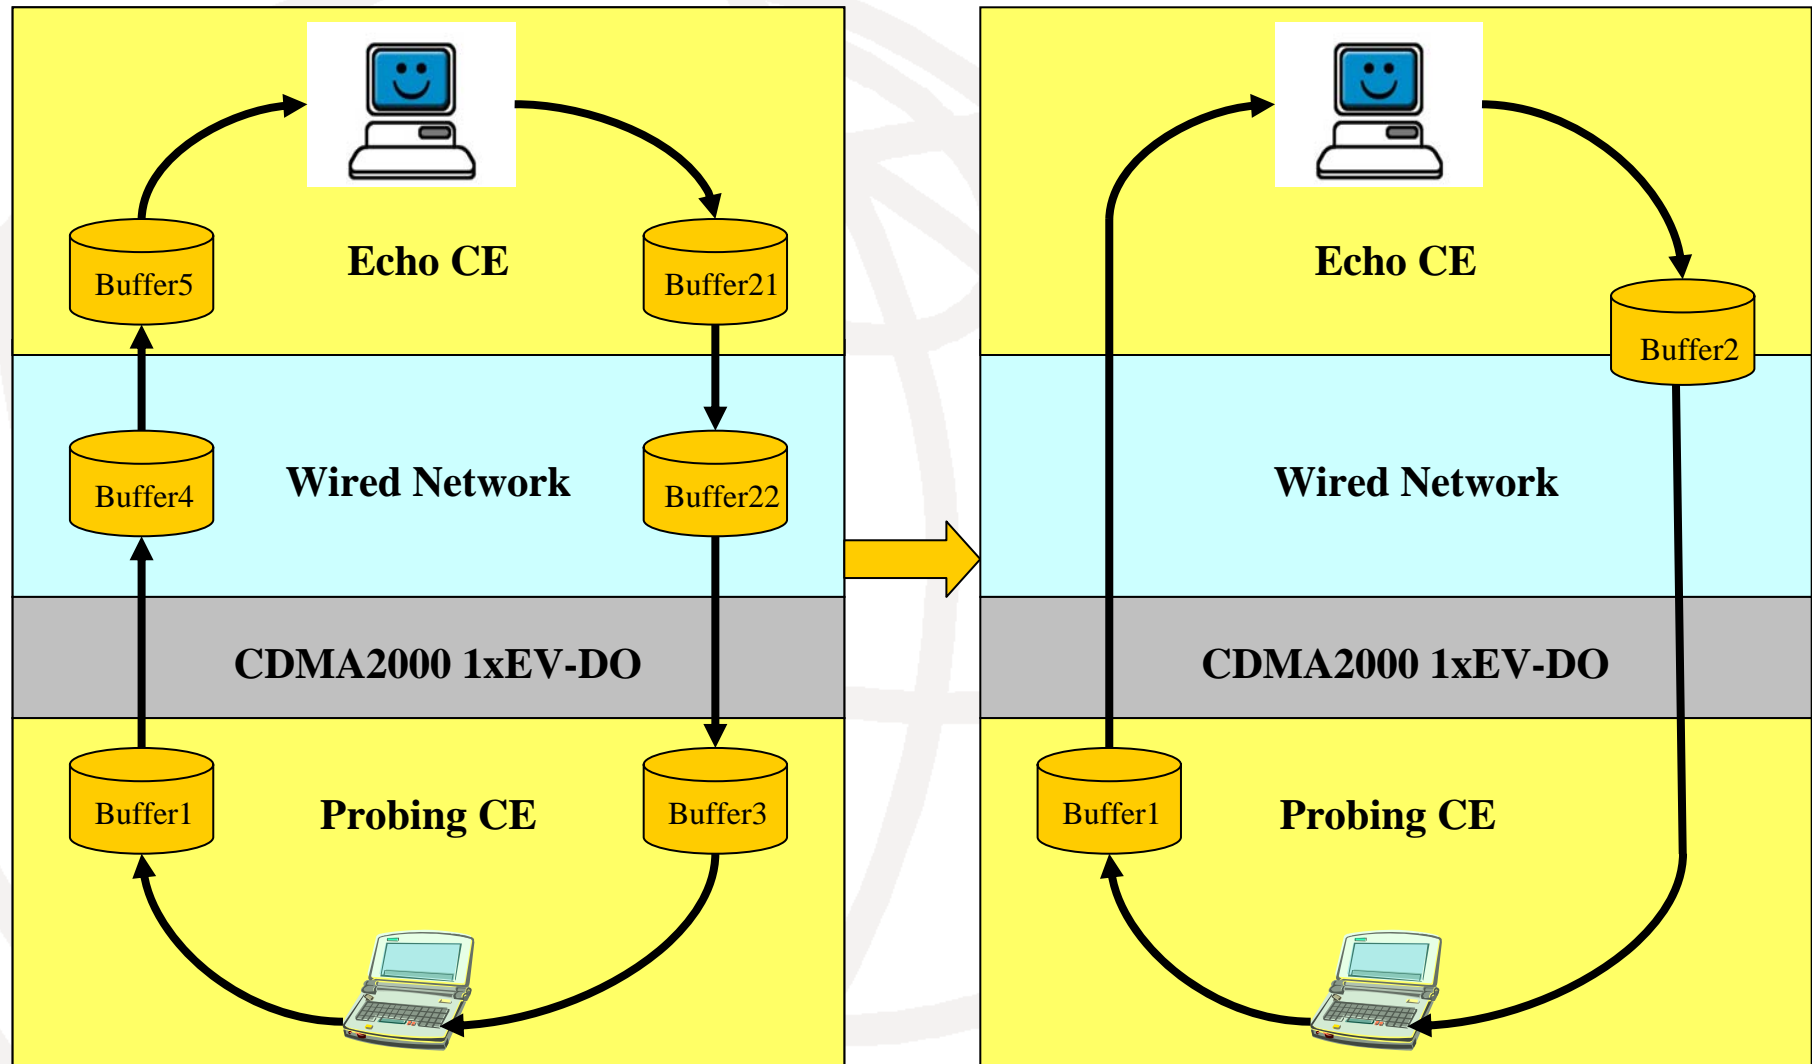 Echo CE
Buffer5
Buffer21
Wired Network
Buffer4
Buffer22
CDMA2000 1xEV-DO
Probing CE
Buffer1
Buffer3
Echo CE
Buffer2
Wired Network
CDMA2000 1xEV-DO
Probing CE
Buffer1